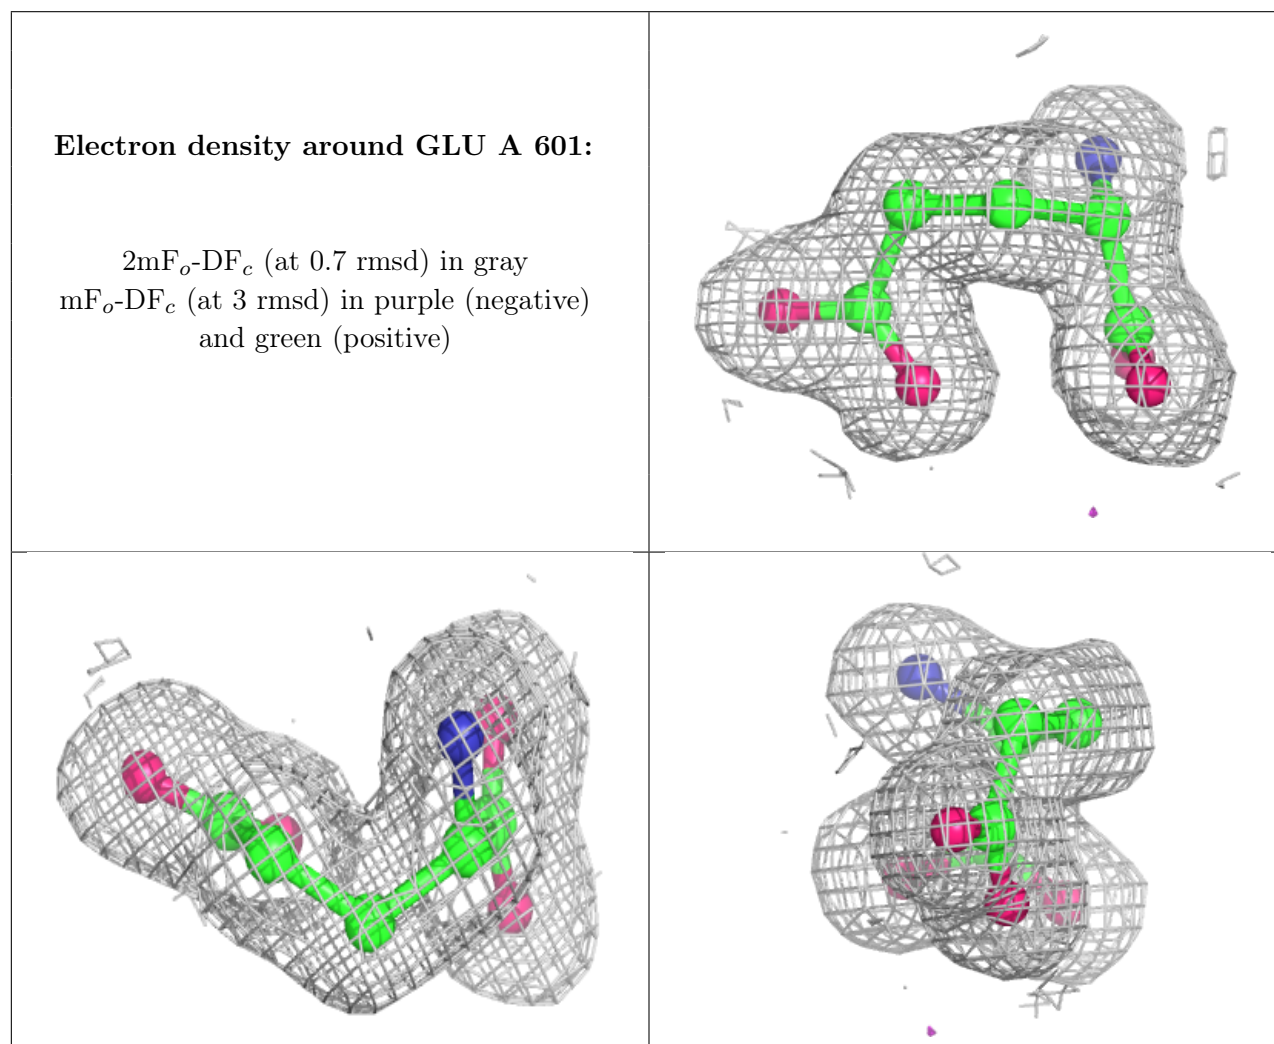 Electron density around GLU A 601:
2mFo-DFc (at 0.7 rmsd) in gray
mFo-DFc (at 3 rmsd) in purple (negative)
and green (positive)